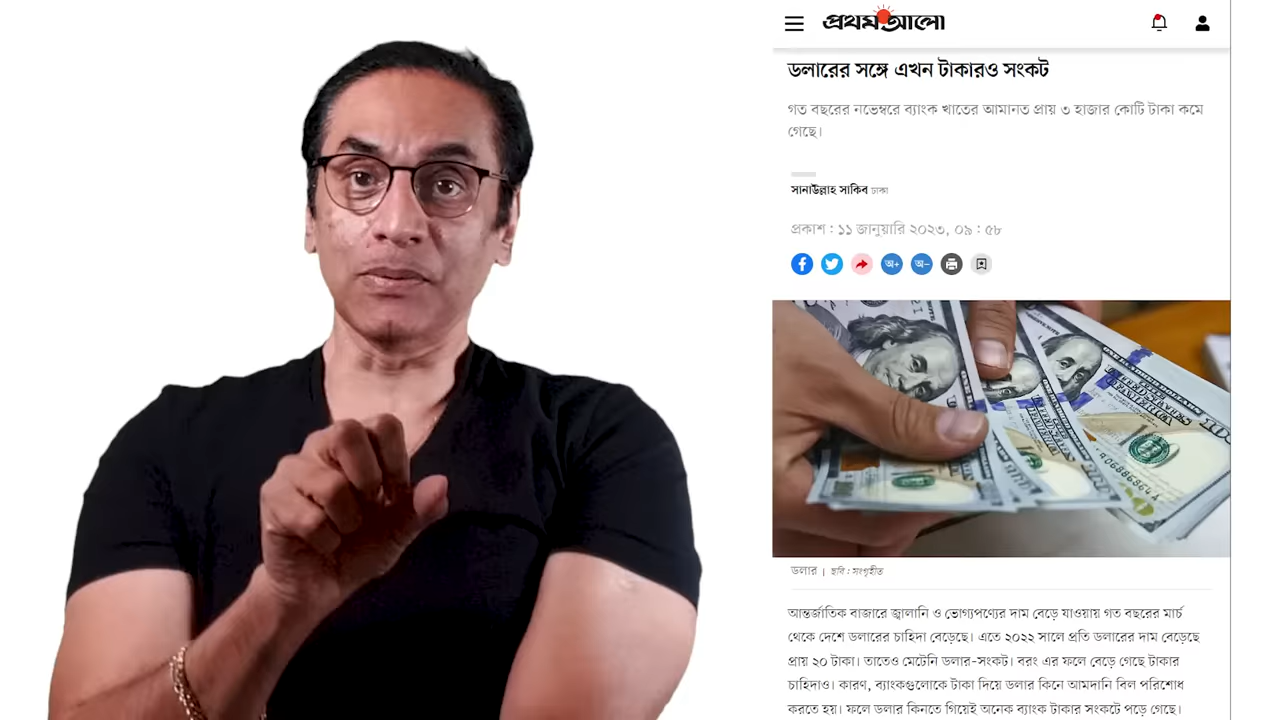 প্রথম আলো
ডলারের সঙ্গে এখন টাকারও সংকট
গত বছরের নভেম্বরে ব্যাংক খাতের আমানত প্রায় ৩ হাজার কোটি টাকা কমে
গেছে।
সানাউল্লাহ সাকিব ঢাকা
প্রকাশ : ১১ জানুয়ারি ২০২৩, ০৯ : ৫৮
অ+ অ−
ডলার । ছবি : সংগৃহীত
আন্তর্জাতিক বাজারে জ্বালানি ও ভোগ্যপণ্যের দাম বেড়ে যাওয়ায় গত বছরের মার্চ
থেকে দেশে ডলারের চাহিদা বেড়েছে। এতে ২০২২ সালে প্রতি ডলারের দাম বেড়েছে
প্রায় ২০ টাকা। তাতেও মেটেনি ডলার-সংকট। বরং এর ফলে বেড়ে গেছে টাকার
চাহিদাও। কারণ, ব্যাংকগুলোকে টাকা দিয়ে ডলার কিনে আমদানি বিল পরিশোধ
করতে হয়। ফলে ডলার কিনতে গিয়েই অনেক ব্যাংক টাকার সংকটে পড়ে গেছে।